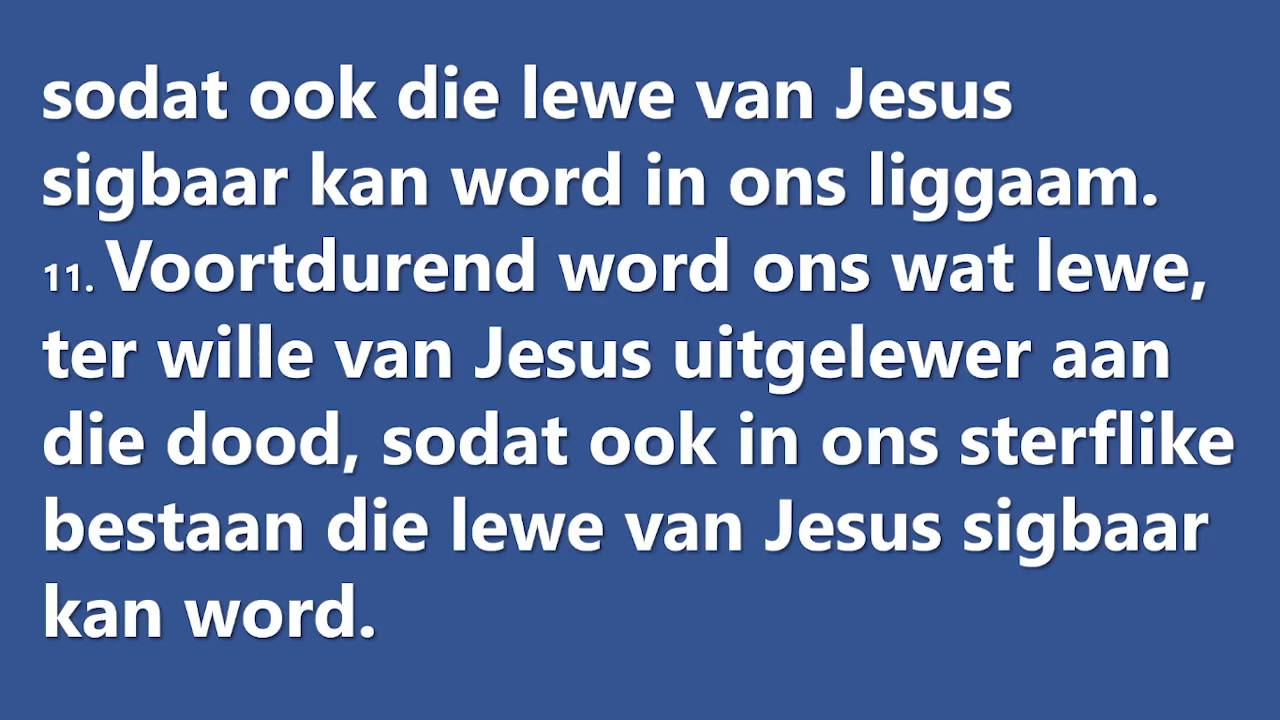 sodat ook die lewe van Jesus
sigbaar kan word in ons liggaam.
11. Voortdurend word ons wat lewe,
ter wille van Jesus uitgelewer aan
die dood, sodat ook in ons sterflike
bestaan die lewe van Jesus sigbaar
kan word.